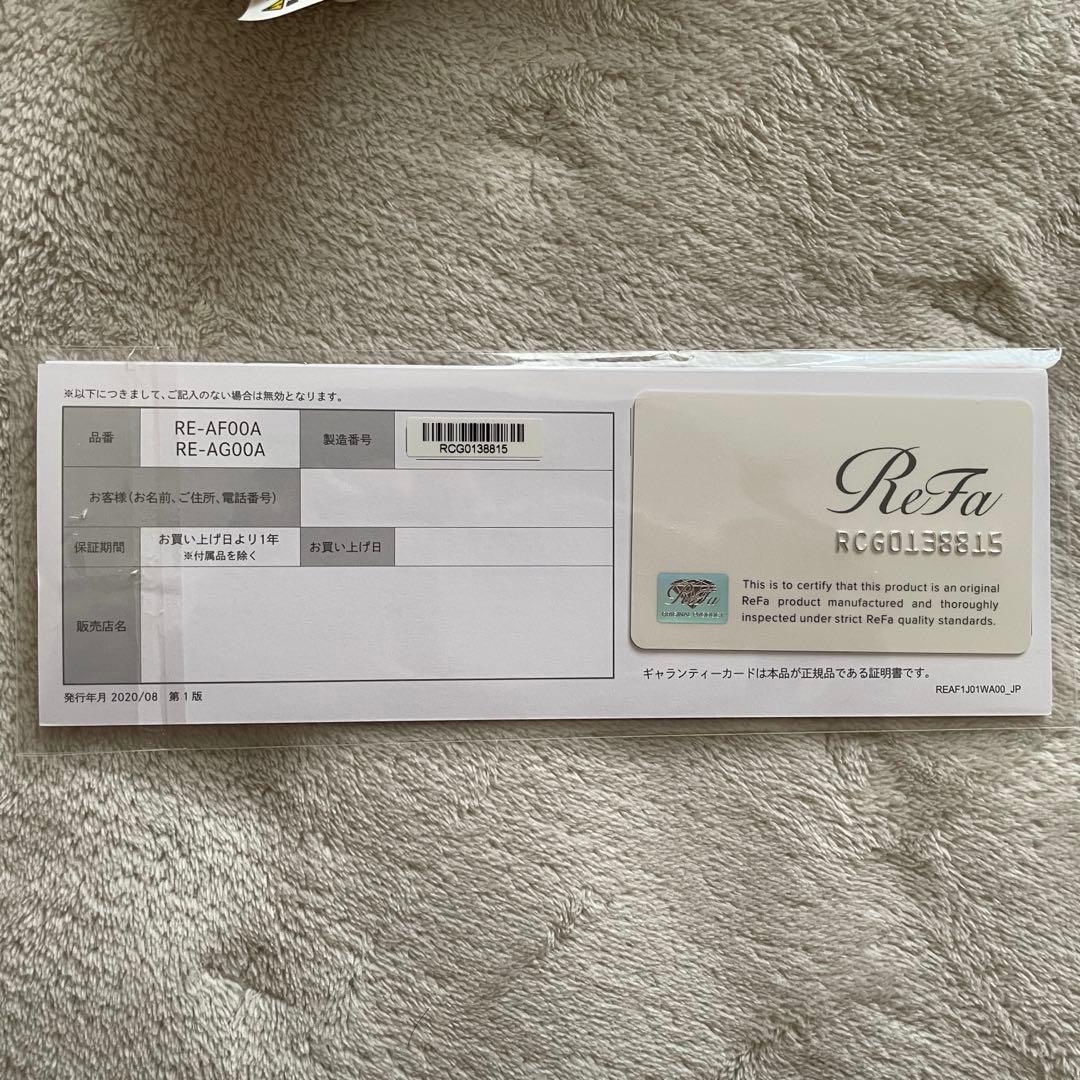 ※以下につきまして、ご記入のない場合は無効となります。
品番
RE-AF00A
RE-AG00A
製造番号
RCG0138815
お客様(お名前、ご住所、電話番号)
保証期間
お買い上げ日より1年
※付属品を除く
お買い上げ日
販売店名
発行年月 2020/08 第1版
ReFa
RCG0138815
ReFa
ORIGINAL PRODUCT
This is to certify that this product is an original
ReFa product manufactured and thoroughly
inspected under strict ReFa quality standards.
ギャランティーカードは本品が正規品である証明書です。
REAF1J01WA00_JP